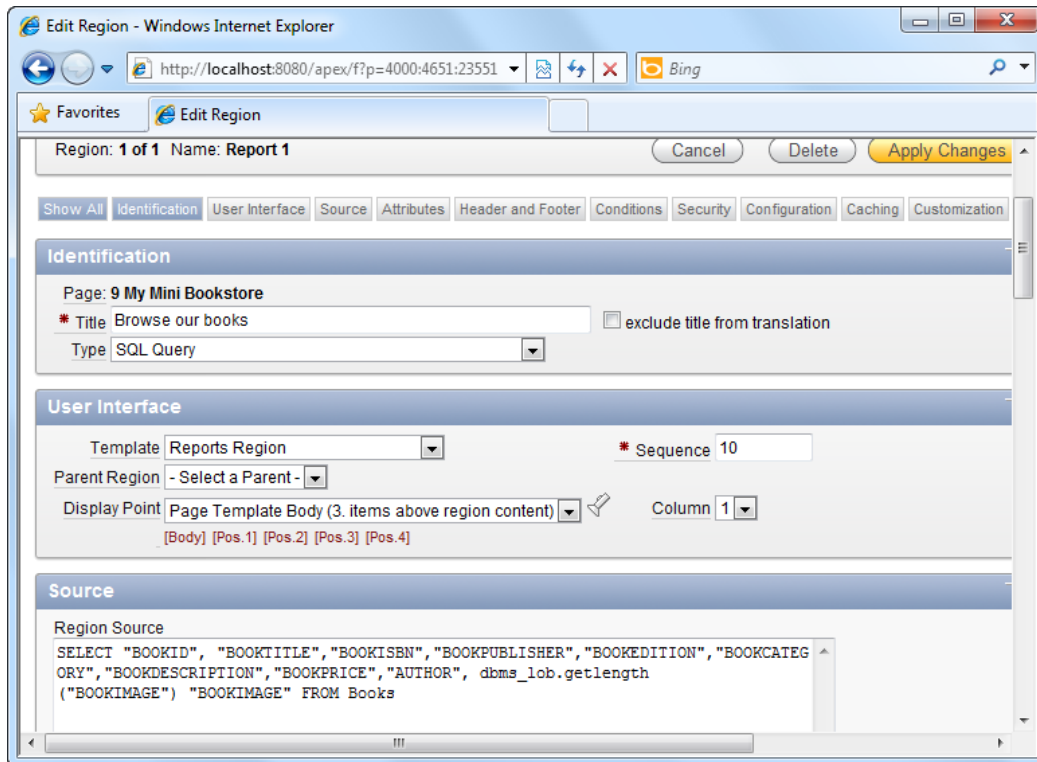 Edit Region - Windows Internet Explorer
http://localhost:8080/apex/f?p=4000:4651:23551 Bing
Favorites Edit Region
Region: 1 of 1 Name: Report 1 Cancel Delete Apply Changes
Show All Identification User Interface Source Attributes Header and Footer Conditions Security Configuration Caching Customization
Identification
Page: 9 My Mini Bookstore
* Title Browse our books exclude title from translation
Type SQL Query
User Interface
Template Reports Region * Sequence 10
Parent Region - Select a Parent -
Display Point Page Template Body (3. items above region content) Column 1
[Body] [Pos.1] [Pos.2] [Pos.3] [Pos.4]
Source
Region Source
SELECT "BOOKID", "BOOKTITLE","BOOKISBN","BOOKPUBLISHER","BOOKEDITION","BOOKCATEG
ORY","BOOKDESCRIPTION","BOOKPRICE","AUTHOR", dbms_lob.getlength
("BOOKIMAGE") "BOOKIMAGE" FROM Books